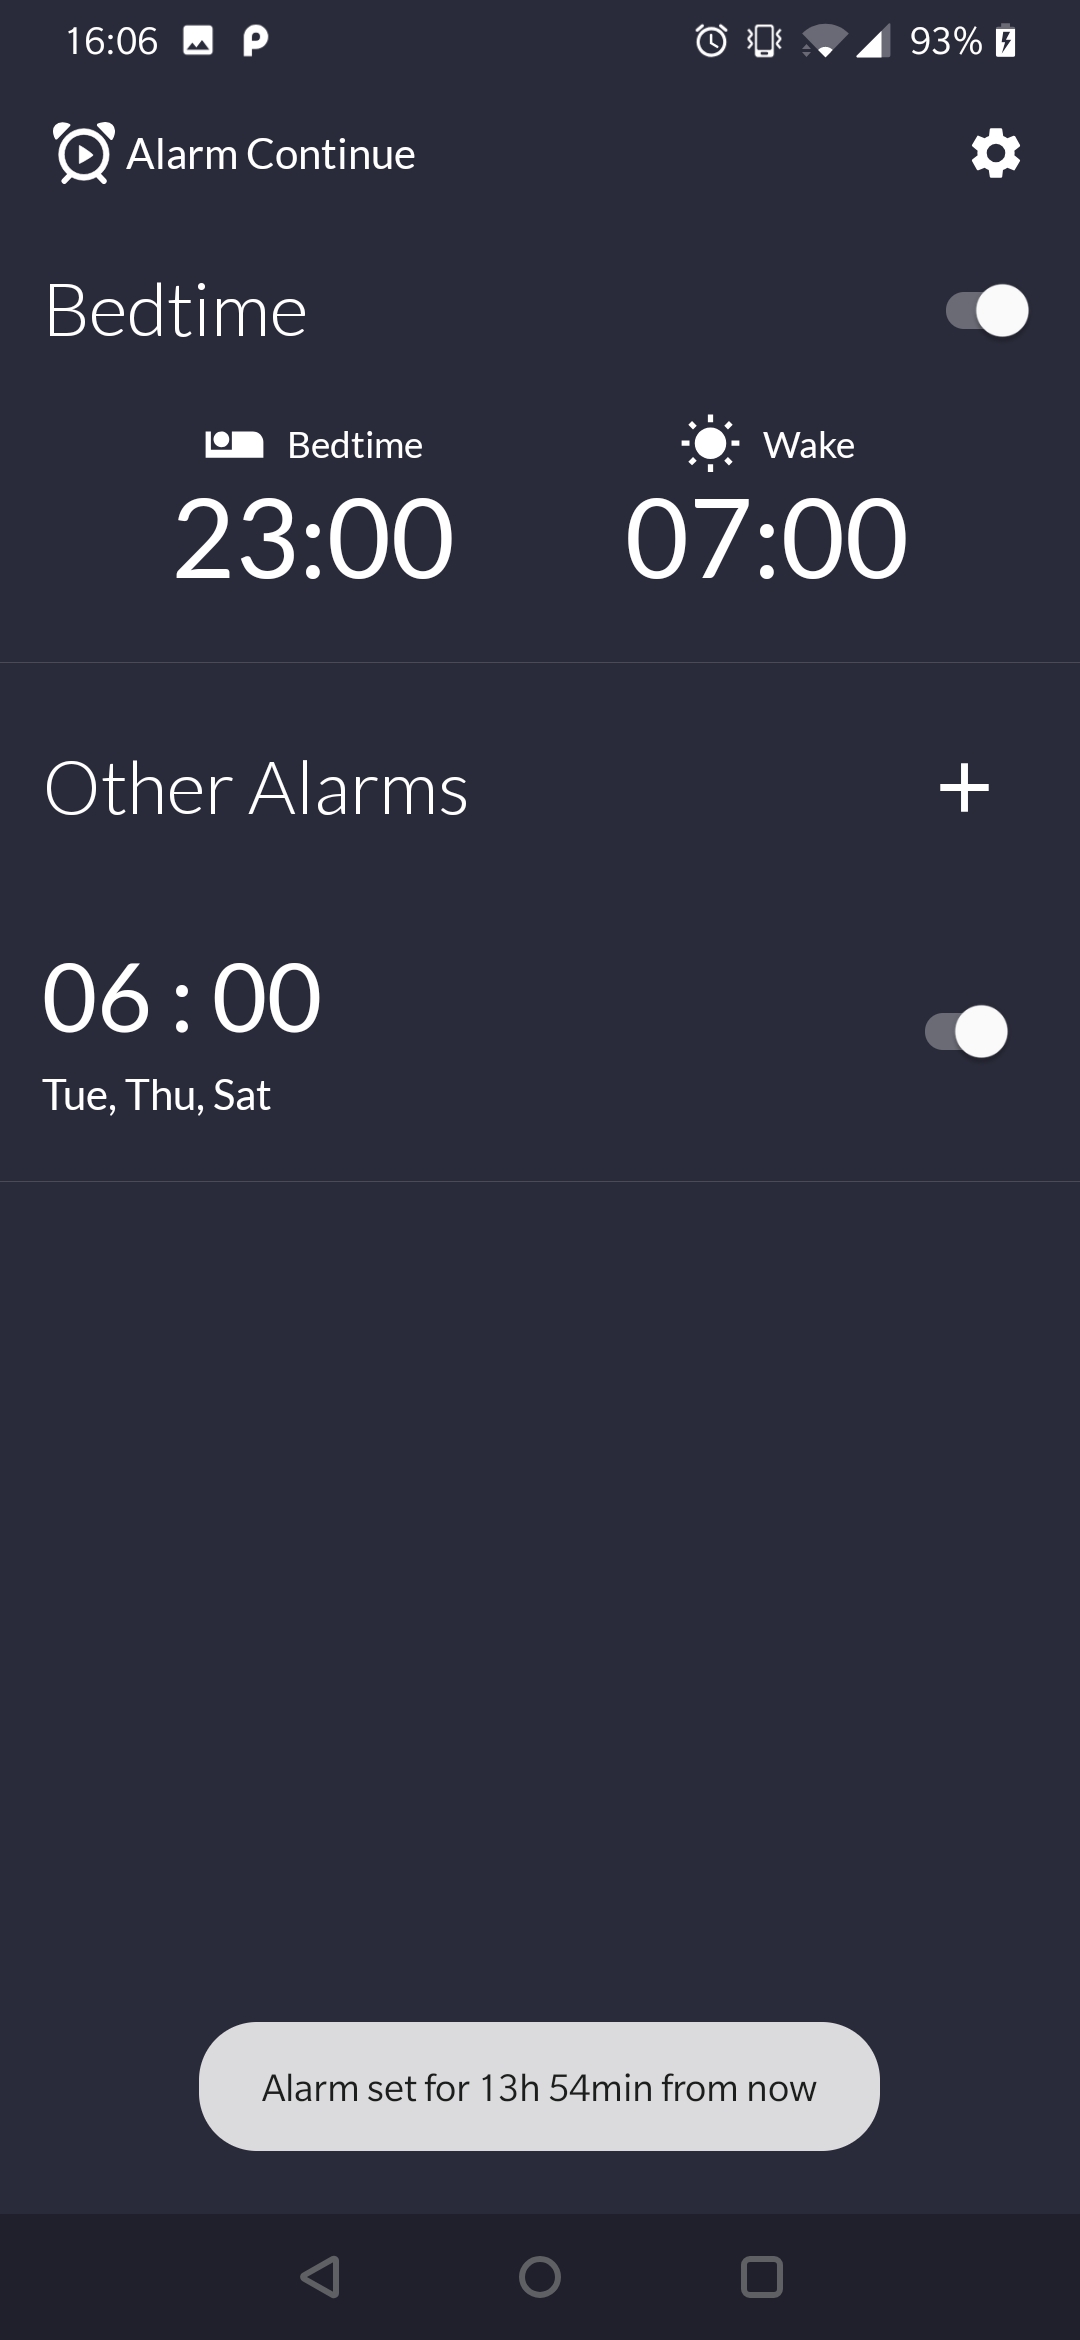 16:06 93%
Alarm Continue
Bedtime
Bedtime Wake
23:00 07:00
Other Alarms
06 : 00
Tue, Thu, Sat
Alarm set for 13h 54min from now